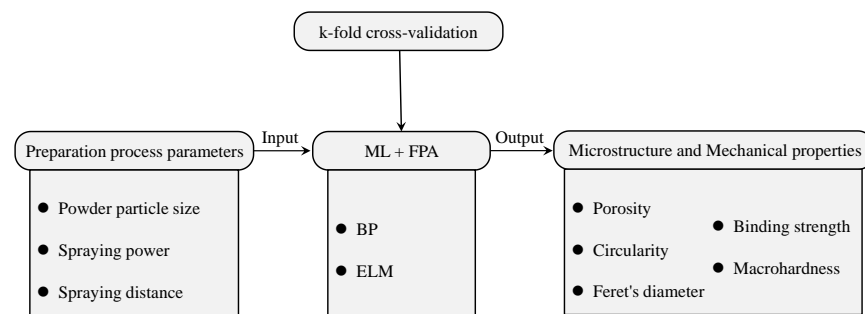 k-fold cross-validation
Input
Output
Preparation process parameters
ML + FPA
Microstructure and Mechanical properties
● Powder particle size
● Spraying power
● Spraying distance
● BP
● ELM
● Porosity
● Circularity
● Feret's diameter
● Binding strength
● Macrohardness